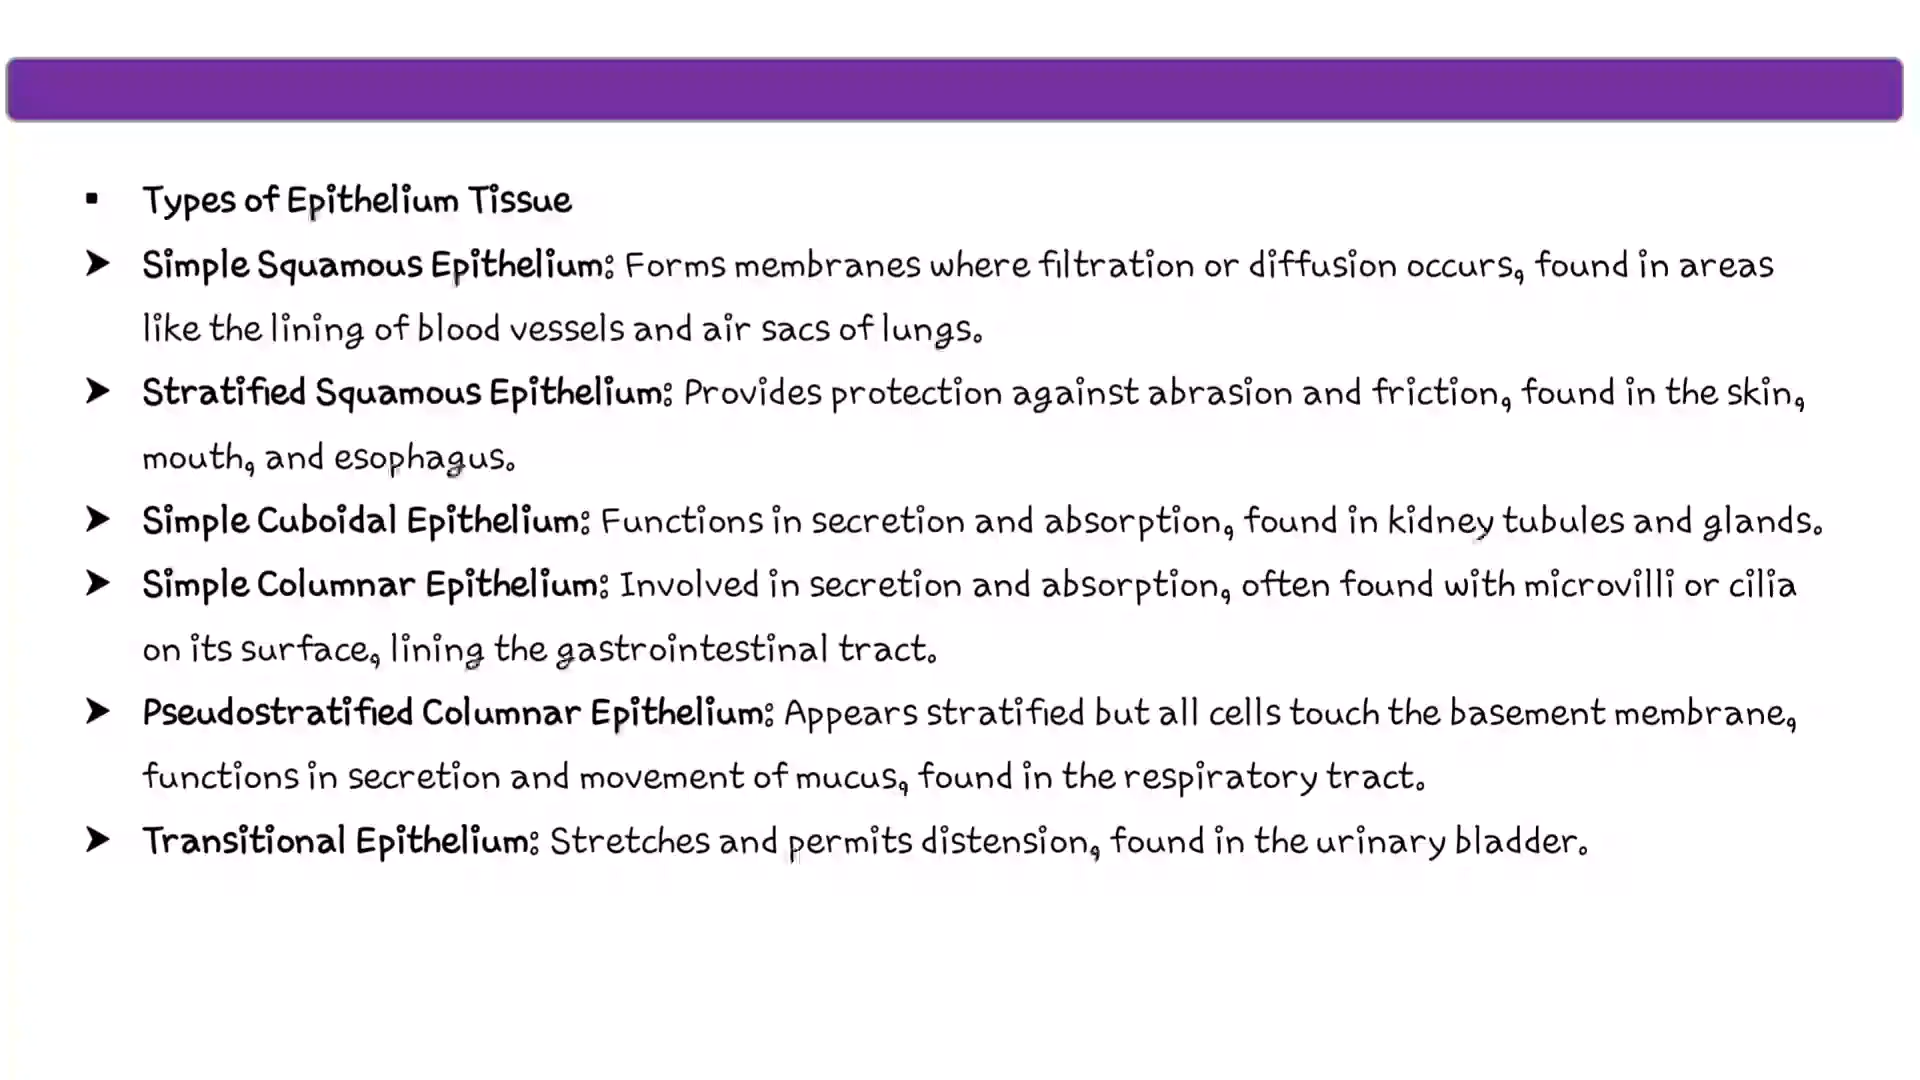 ▪ Types of Epithelium Tissue
➤ Simple Squamous Epithelium: Forms membranes where filtration or diffusion occurs, found in areas
like the lining of blood vessels and air sacs of lungs.
➤ Stratified Squamous Epithelium: Provides protection against abrasion and friction, found in the skin,
mouth, and esophagus.
➤ Simple Cuboidal Epithelium: Functions in secretion and absorption, found in kidney tubules and glands.
➤ Simple Columnar Epithelium: Involved in secretion and absorption, often found with microvilli or cilia
on its surface, lining the gastrointestinal tract.
➤ Pseudostratified Columnar Epithelium: Appears stratified but all cells touch the basement membrane,
functions in secretion and movement of mucus, found in the respiratory tract.
➤ Transitional Epithelium: Stretches and permits distension, found in the urinary bladder.